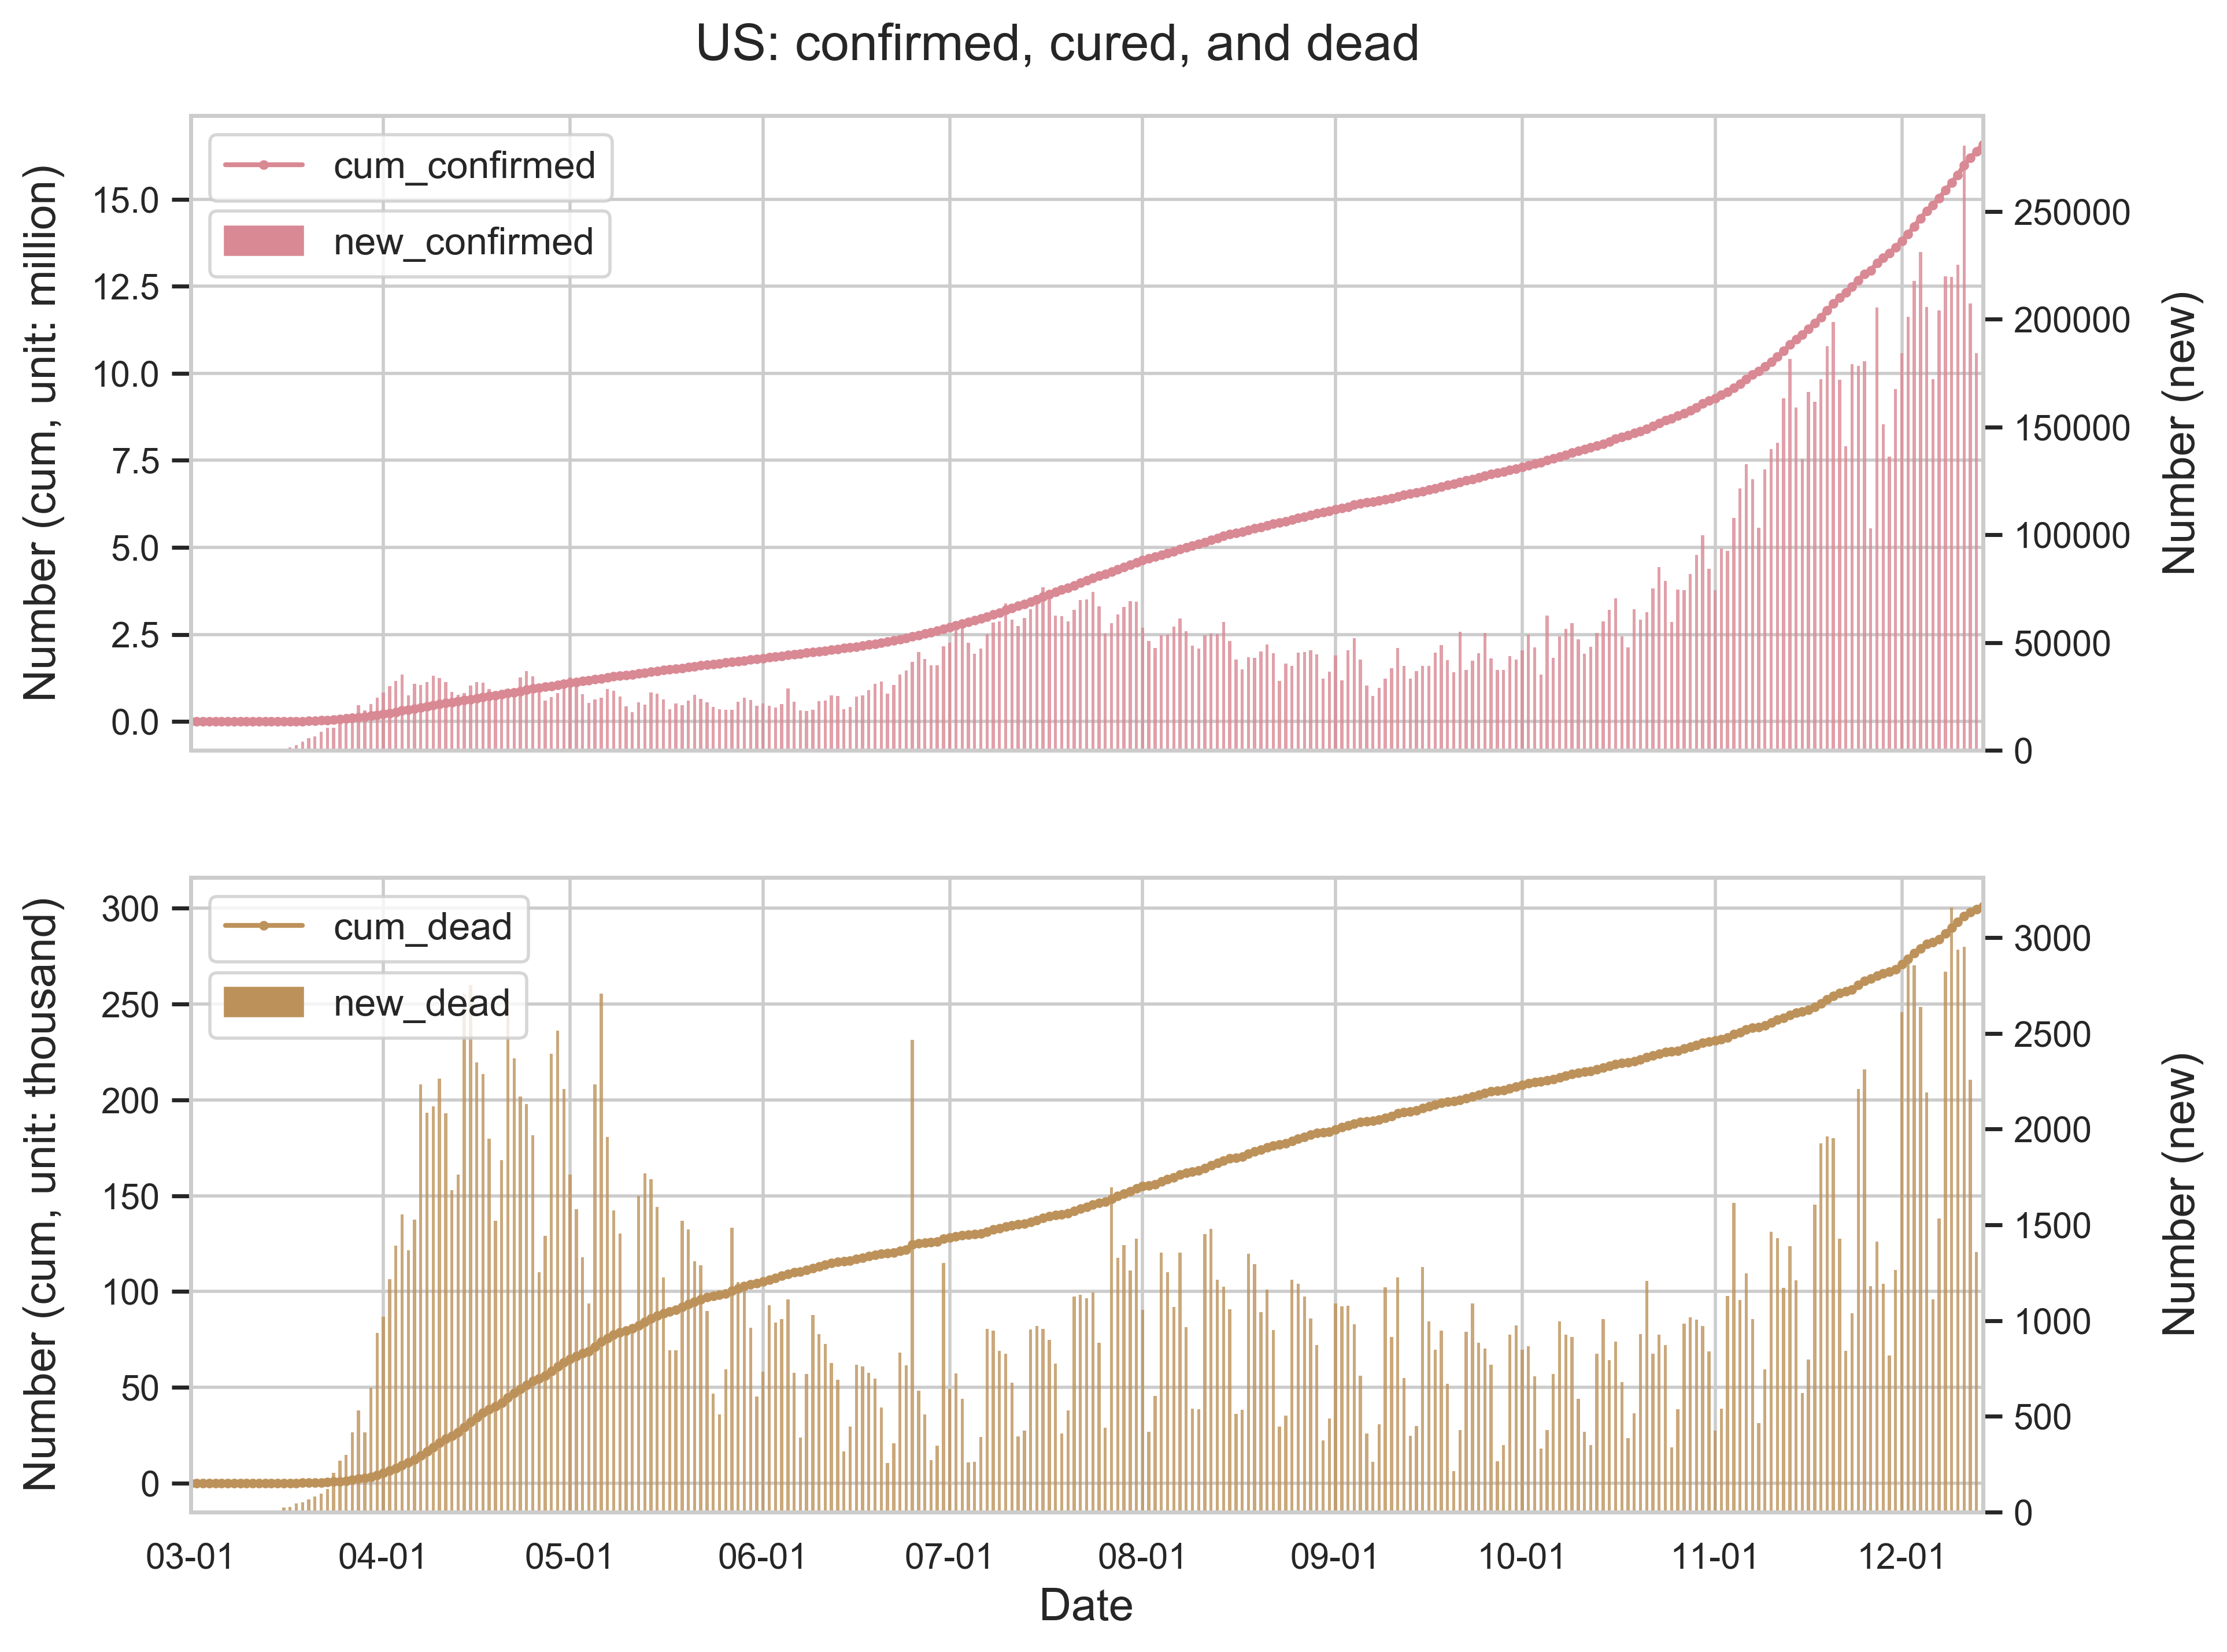 US: confirmed, cured, and dead
Number (cum, unit: million)
15.0
12.5
10.0
7.5
5.0
2.5
0.0
cum_confirmed
new_confirmed
250000
200000
150000
100000
50000
0
Number (new)
Number (cum, unit: thousand)
300
250
200
150
100
50
0
cum_dead
new_dead
3000
2500
2000
1500
1000
500
0
Number (new)
03-01 04-01 05-01 06-01 07-01 08-01 09-01 10-01 11-01 12-01
Date